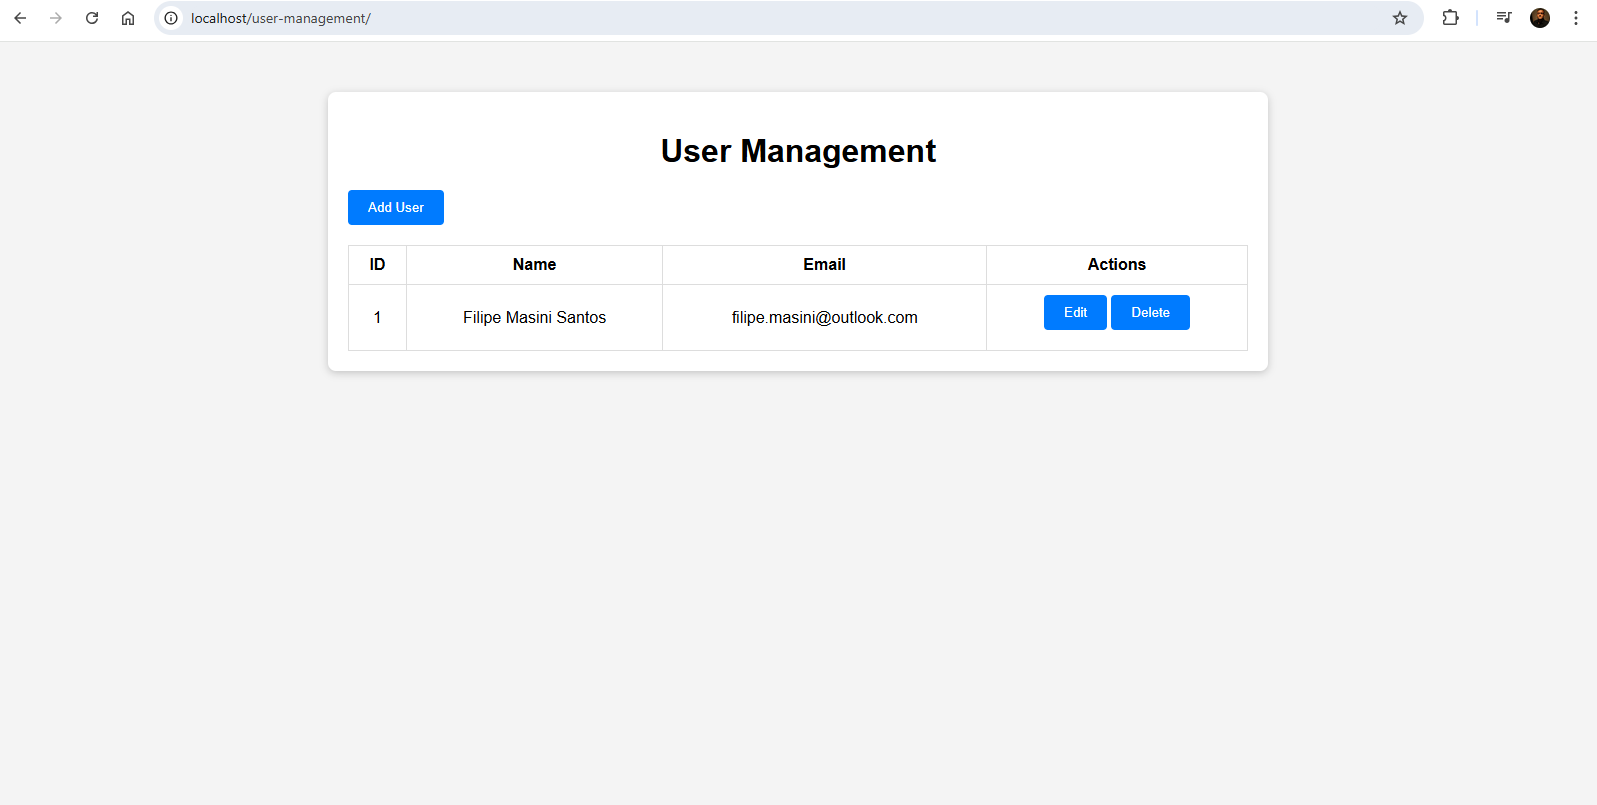 localhost/user-management/
User Management
Add User
ID Name Email Actions
1 Filipe Masini Santos filipe.masini@outlook.com Edit Delete